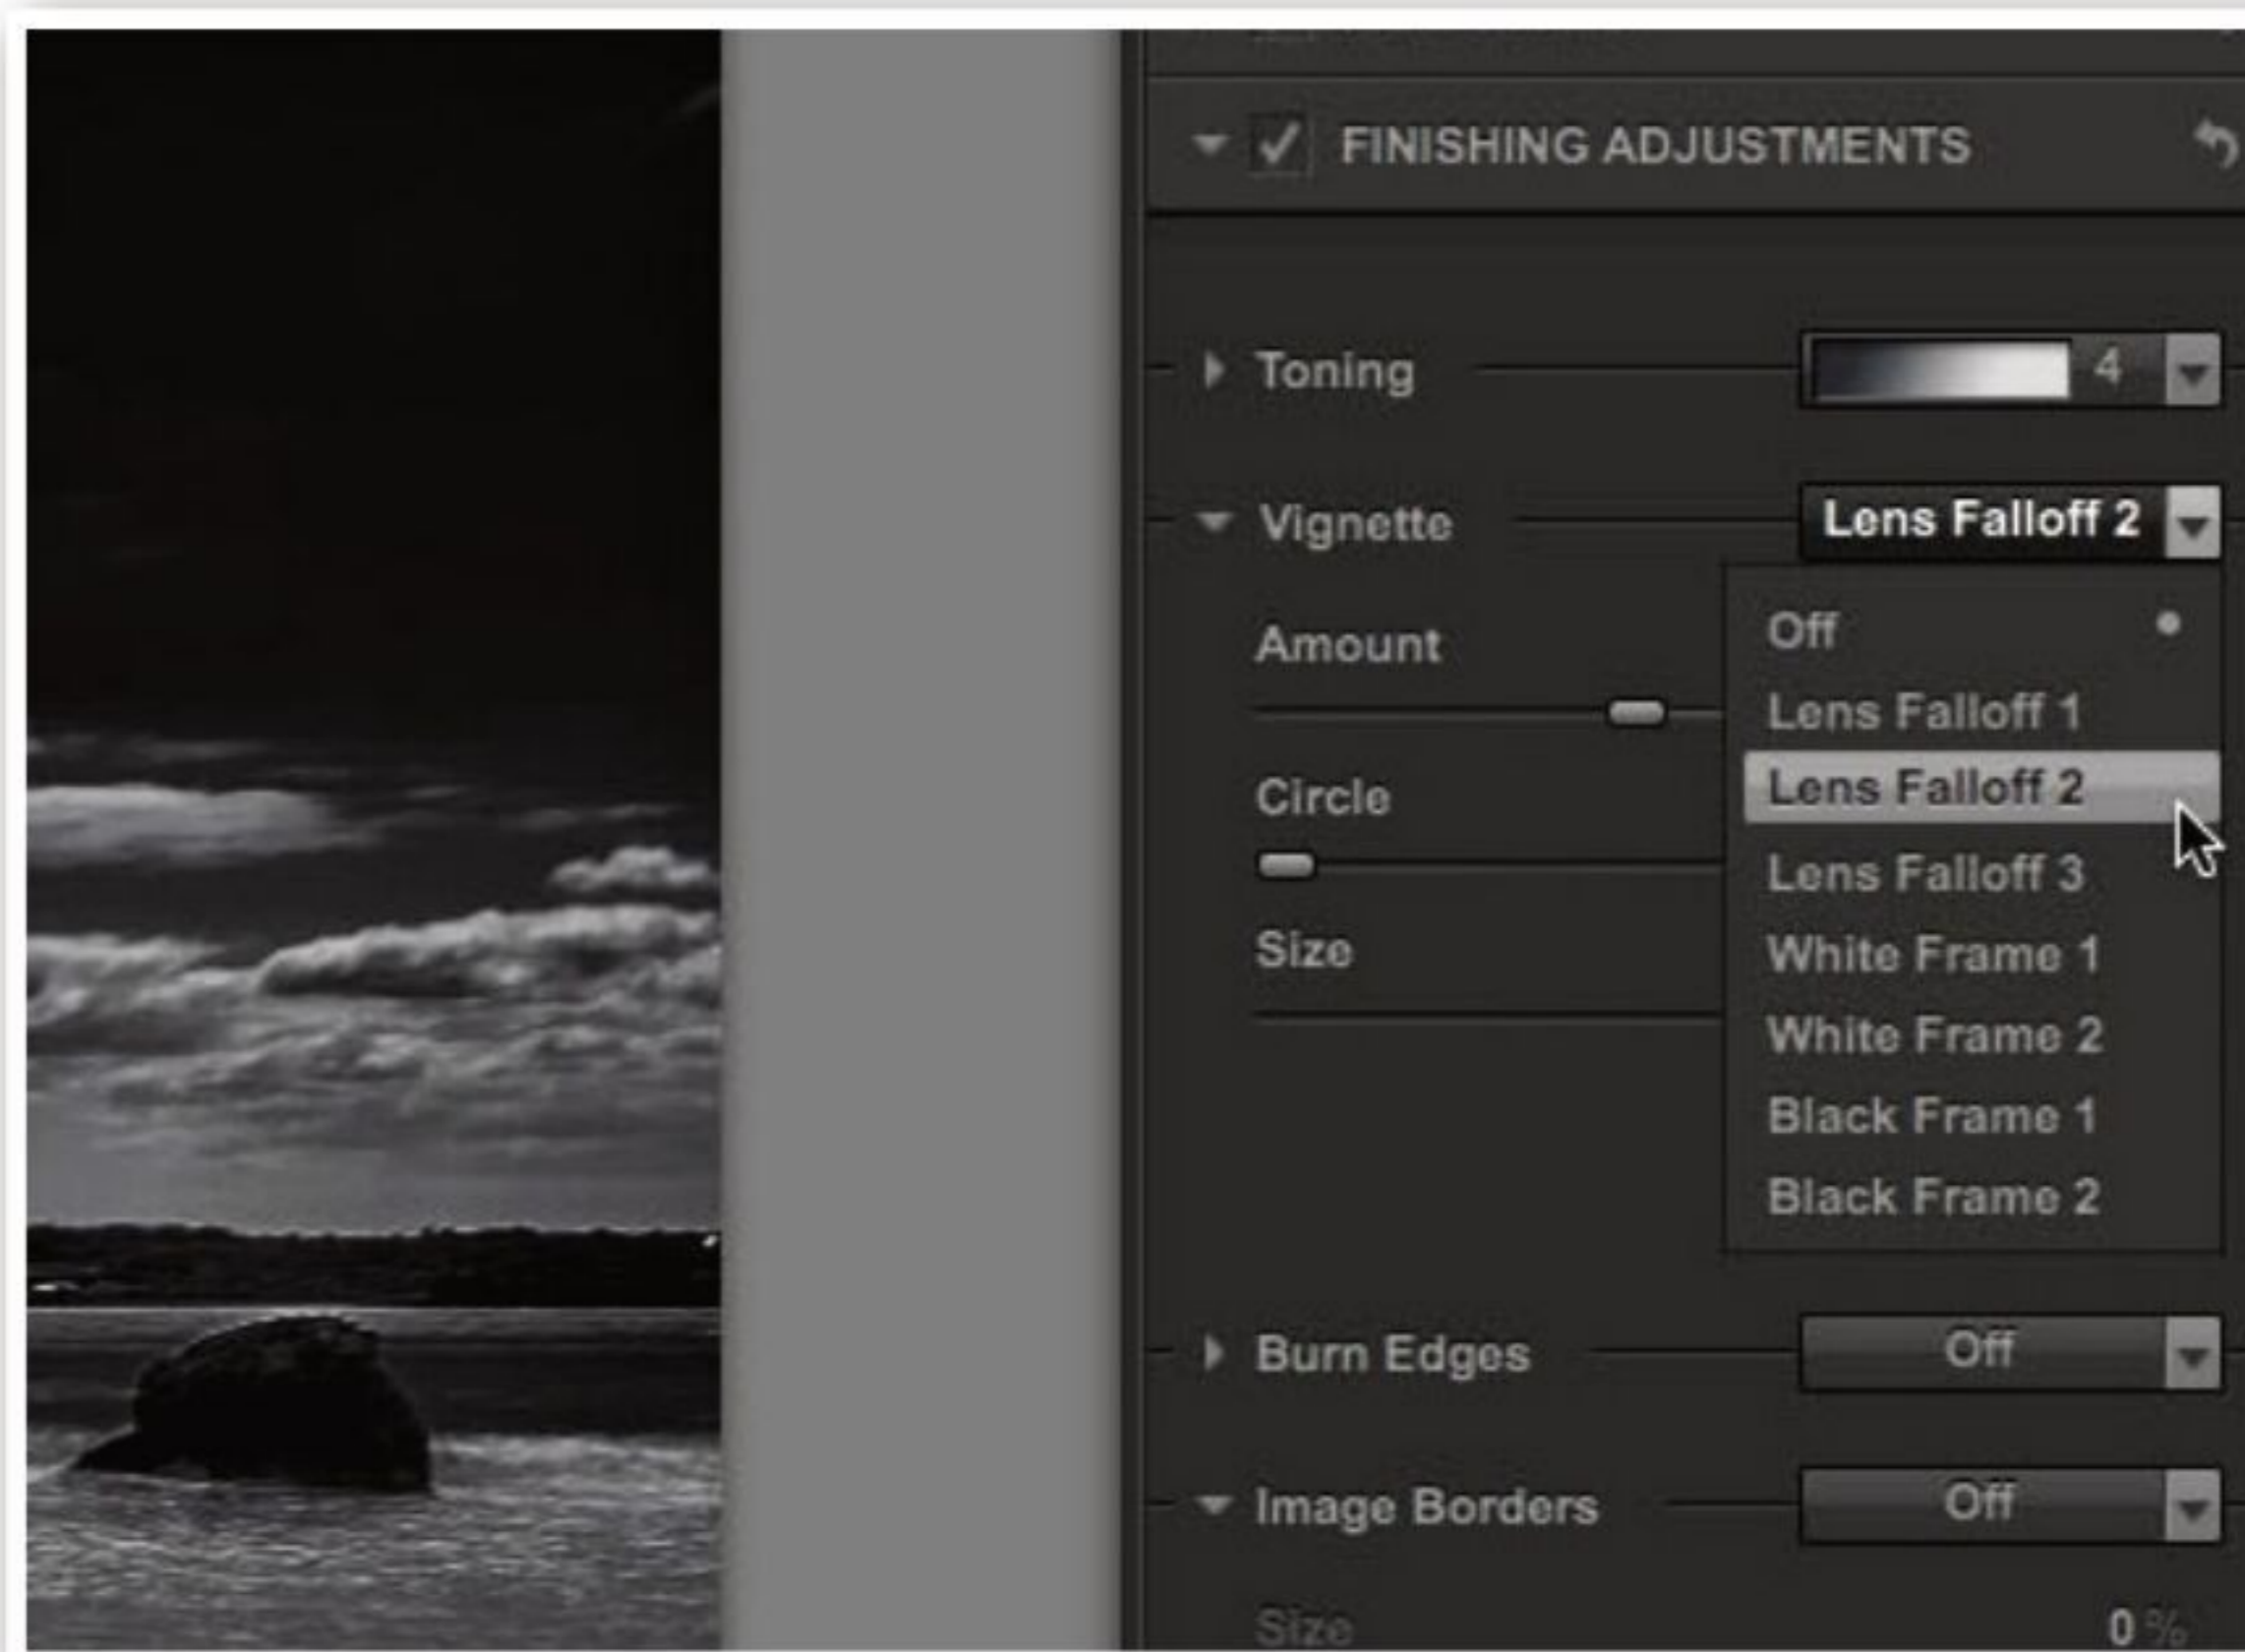 FINISHING ADJUSTMENTS
Toning 4
Vignette Lens Falloff 2
Off
Amount
Lens Falloff 1
Lens Falloff 2
Circle
Lens Falloff 3
Size
White Frame 1
White Frame 2
Black Frame 1
Black Frame 2
Burn Edges Off
Image Borders Off
Size 0 %